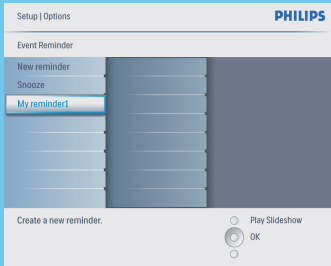 Setup | Options
PHILIPS
Event Reminder
New reminder
Snooze
My reminder1
Create a new reminder.
Play Slideshow
OK